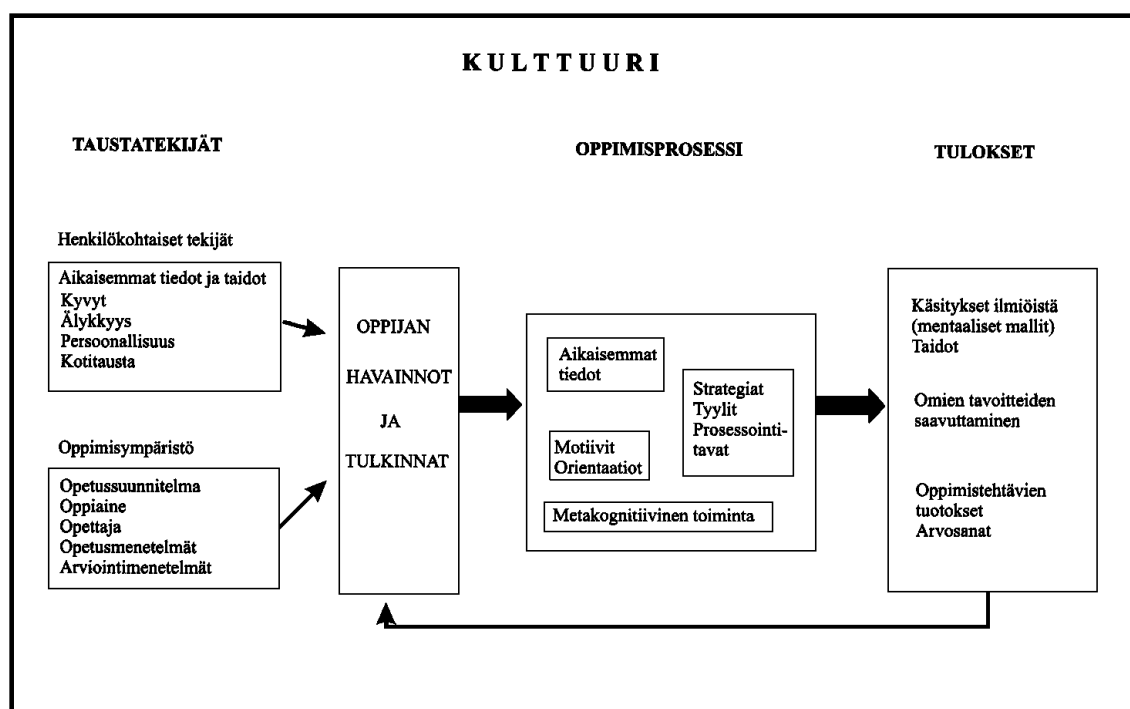 KULTTUURI
TAUSTATEKIJÄT
OPPIMISPROSESSI
TULOKSET
Henkilökohtaiset tekijät
Aikaisemmat tiedot ja taidot
Kyvyt
Älykkyys
Persoonallisuus
Kotitausta
Oppimisympäristö
Opetussuunnitelma
Oppiaine
Opettaja
Opetusmenetelmät
Arviointimenetelmät
OPPIJAN
HAVAINNOT
JA
TULKINNAT
Aikaisemmat
tiedot
Motiivit
Orientaatiot
Strategiat
Tyylit
Prosessointi-
tavat
Metakognitiivinen toiminta
Käsitykset ilmiöistä
(mentaaliset mallit)
Taidot
Omien tavoitteiden
saavuttaminen
Oppimistehtävien
tuotokset
Arvosanat